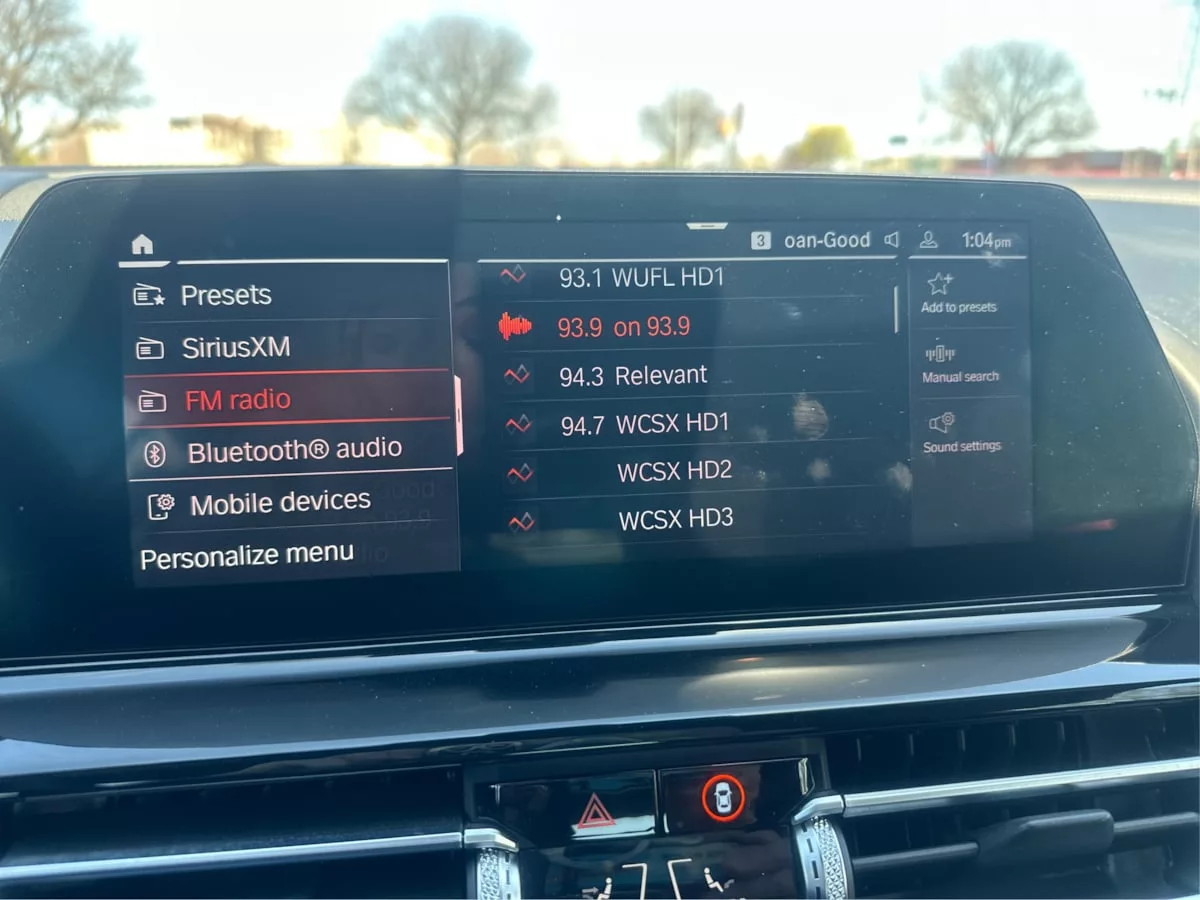 3 oan-Good 1:04pm
Presets
SiriusXM
FM radio
Bluetooth® audio
Mobile devices
Personalize menu
93.1 WUFL HD1
93.9 on 93.9
94.3 Relevant
94.7 WCSX HD1
WCSX HD2
WCSX HD3
Add to presets
Manual search
Sound settings